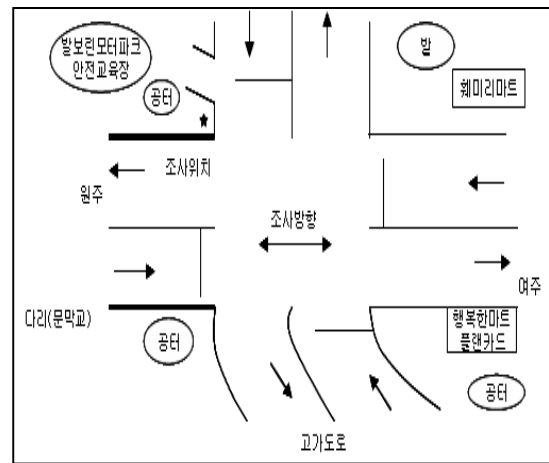 발보린모터파크
안전교육장
공터
밭
훼미리마트
조사위치
원주
조사방향
여주
다리(문막교)
공터
행복한마트
플랜카드
공터
고가도로